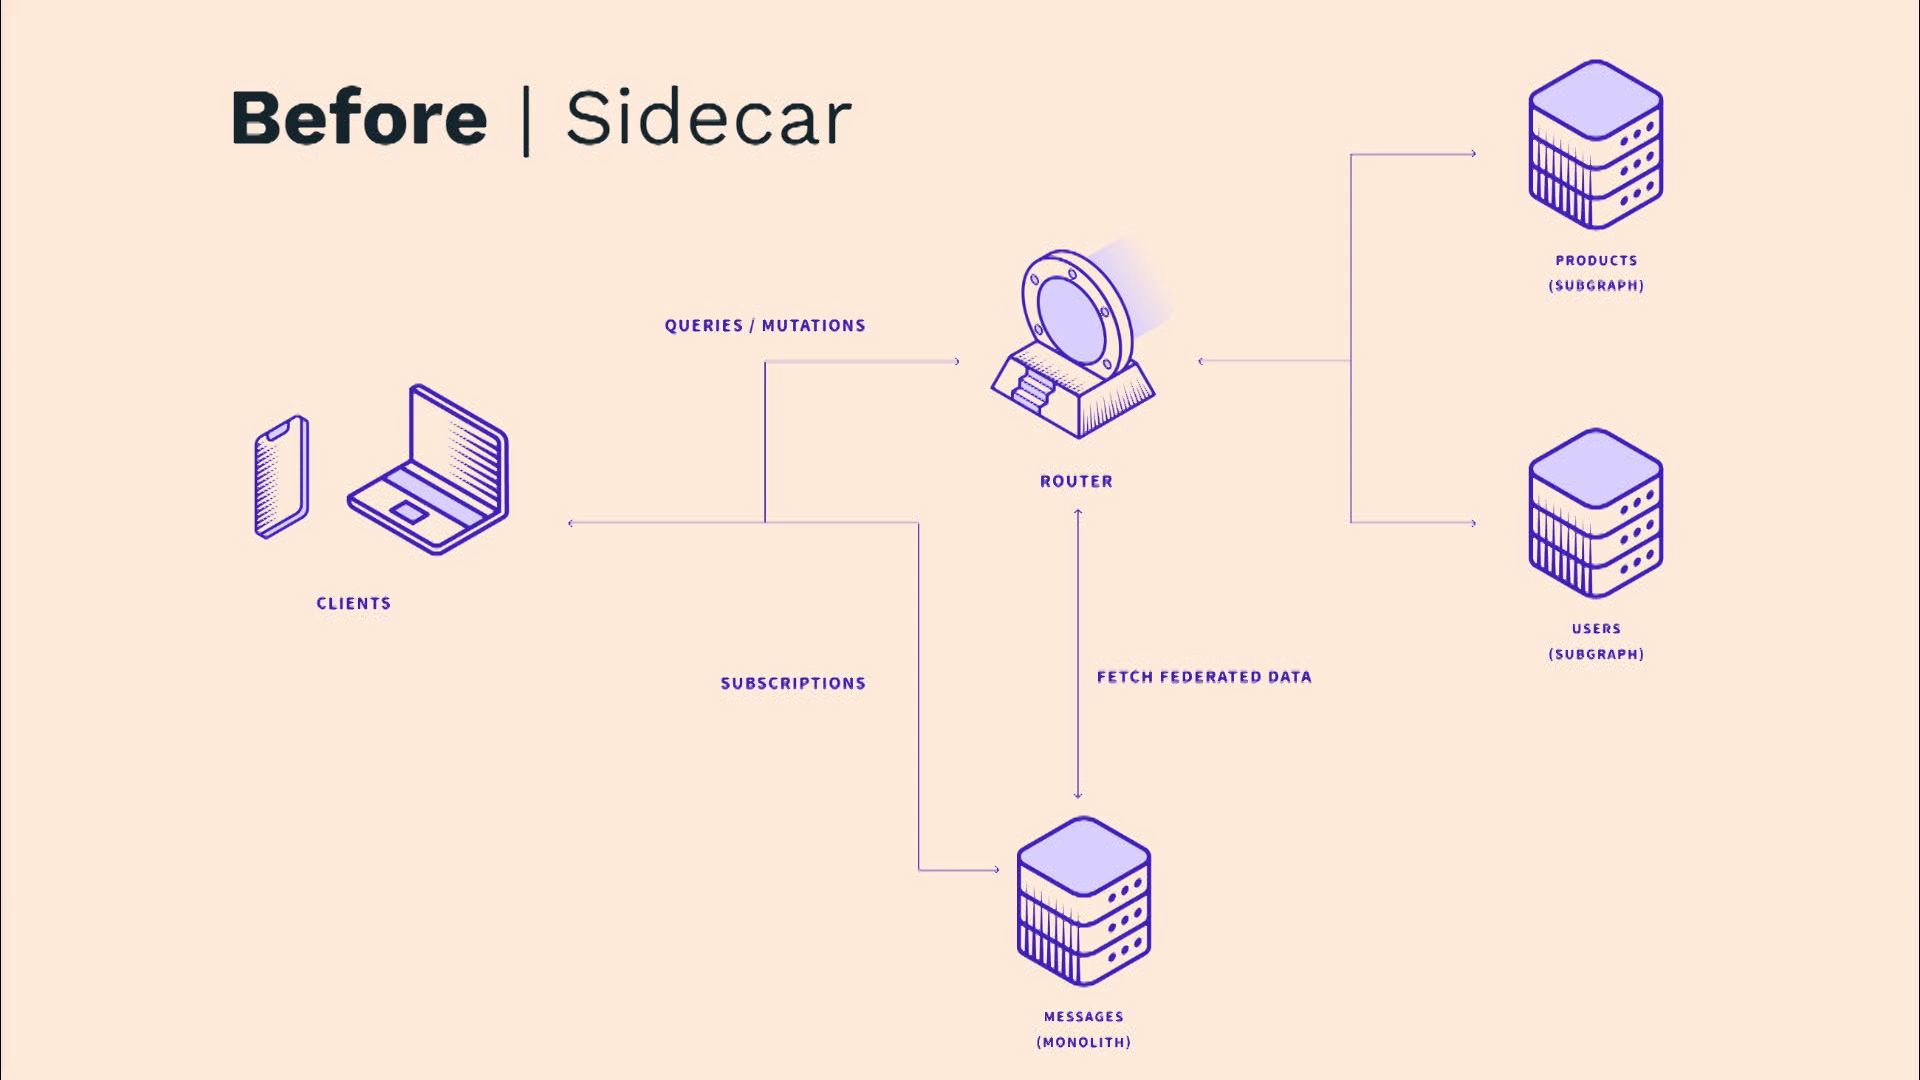 Before | Sidecar
PRODUCTS
(SUBGRAPH)
QUERIES / MUTATIONS
ROUTER
CLIENTS
USERS
(SUBGRAPH)
SUBSCRIPTIONS
FETCH FEDERATED DATA
MESSAGES
(MONOLITH)